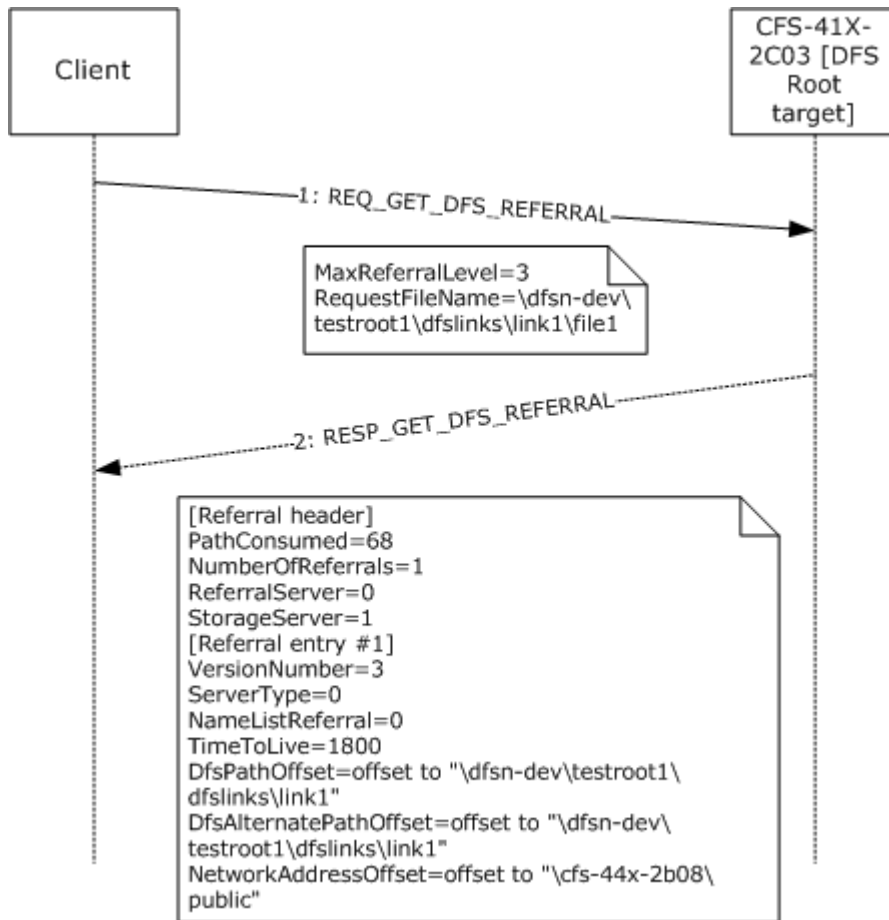 Client
CFS-41X-
2C03 [DFS
Root
target]
1: REQ_GET_DFS_REFERRAL
MaxReferralLevel=3
RequestFileName=\dfsn-dev\
testroot1\dfslinks\link1\file1
2: RESP_GET_DFS_REFERRAL
[Referral header]
PathConsumed=68
NumberOfReferrals=1
ReferralServer=0
StorageServer=1
[Referral entry #1]
VersionNumber=3
ServerType=0
NameListReferral=0
TimeToLive=1800
DfsPathOffset=offset to "\dfsn-dev\testroot1\
dfslinks\link1"
DfsAlternatePathOffset=offset to "\dfsn-dev\
testroot1\dfslinks\link1"
NetworkAddressOffset=offset to "\cfs-44x-2b08\
public"